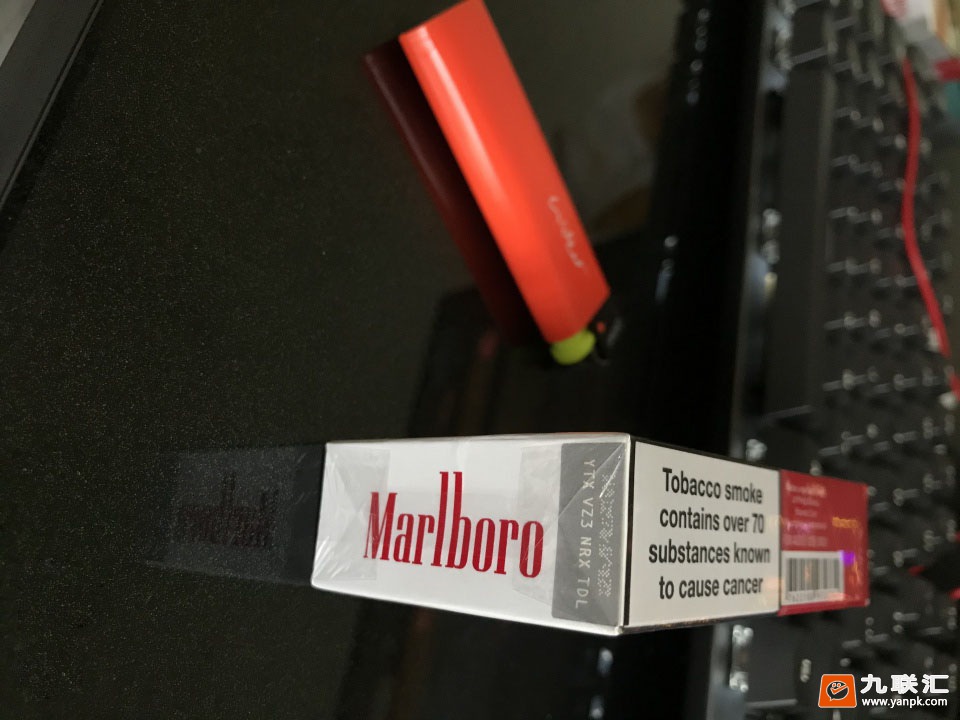 Marlboro
YTX VZ3 NRX TDL
Tobacco smoke
contains over 70
substances known
to cause cancer
九联汇
www.yanpk.com